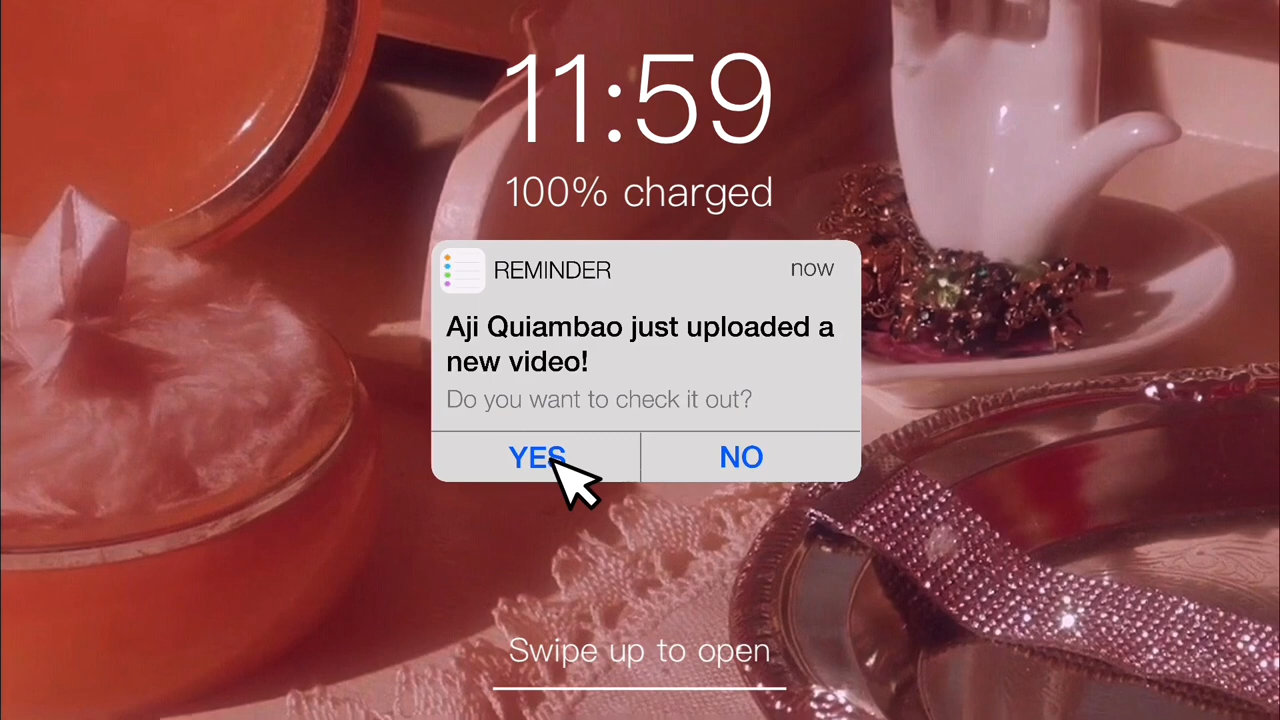 11:59
100% charged
REMINDER now
Aji Quiambao just uploaded a
new video!
Do you want to check it out?
YES NO
Swipe up to open